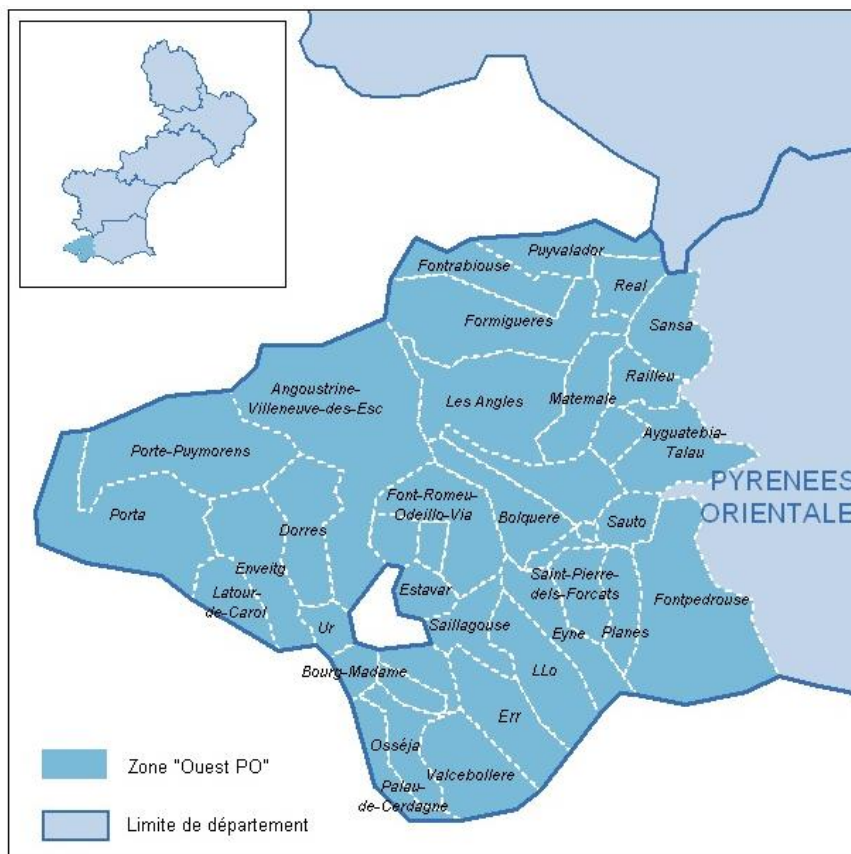 Puyvalador
Fontrabiouse
Real
Formigueres
Sansa
Railleu
Angoustrine-
Villeneuve-des-Esc
Les Angles
Matemale
Ayguatebia-
Talau
Porte-Puymorens
PYRENEES
ORIENTALE
Font-Romeu-
Odeillo-Via
Bolquere
Sauto
Porta
Dorres
Enveitg
Saint-Pierre-
dels-Forcats
Fontpedrouse
Latour-
de-Carol
Estavar
Ur
Saillagouse
Eyne
Planes
Bourg-Madame
LLo
Err
Osséja
Valcebollere
Palau-
de-Cerdagne
Zone "Ouest PO"
Limite de département